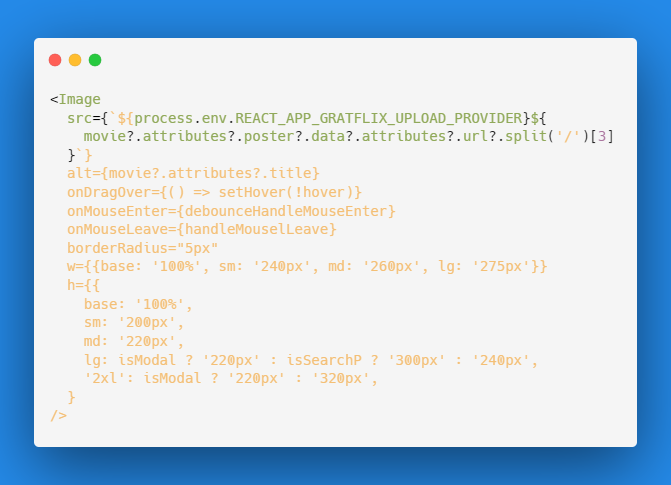 <Image
src={`${process.env.REACT_APP_GRATFLIX_UPLOAD_PROVIDER}${
movie?.attributes?.poster?.data?.attributes?.url?.split('/')[3]
}`}
alt={movie?.attributes?.title}
onDragOver={() => setHover(!hover)}
onMouseEnter={debounceHandleMouseEnter}
onMouseLeave={handleMouselLeave}
borderRadius="5px"
w={{base: '100%', sm: '240px', md: '260px', lg: '275px'}}
h={{
base: '100%',
sm: '200px',
md: '220px',
lg: isModal ? '220px' : isSearchP ? '300px' : '240px',
'2xl': isModal ? '220px' : '320px',
}
/>